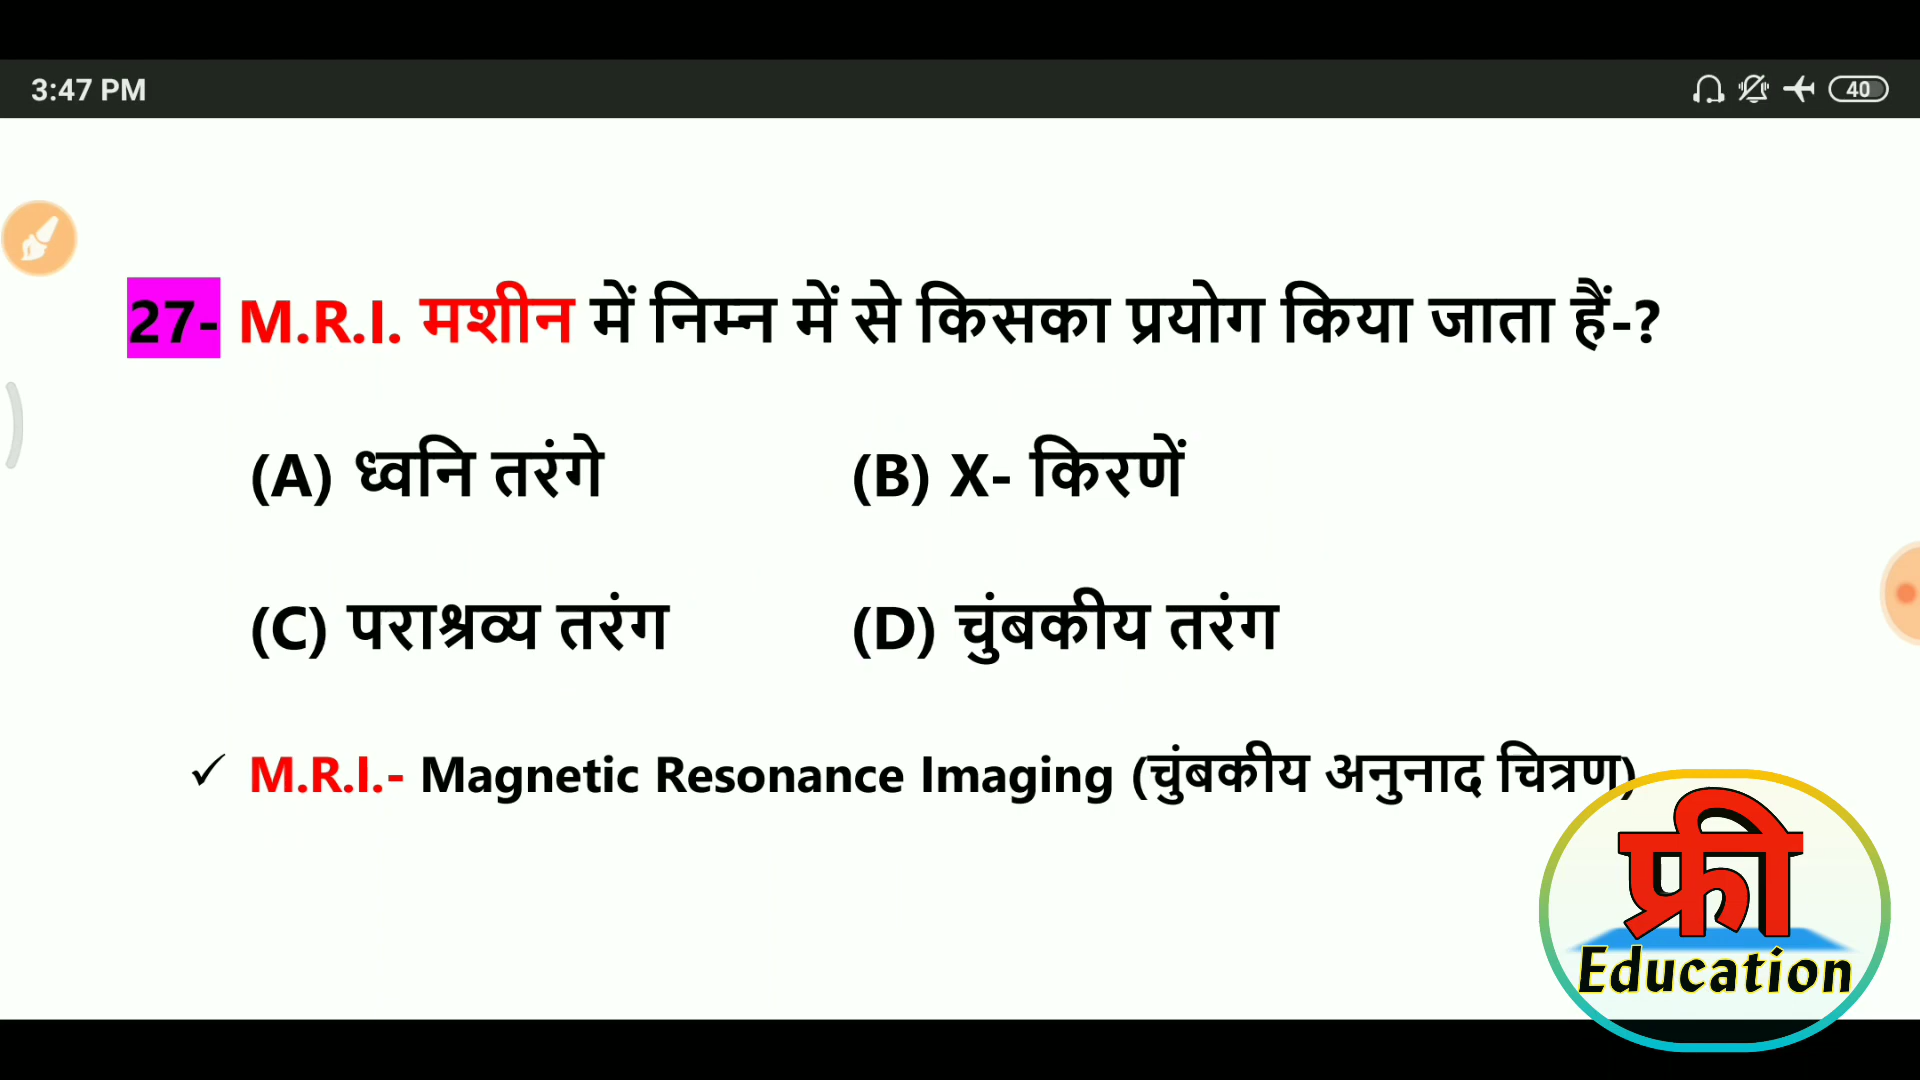 3:47 PM
40
27- M.R.I. मशीन में निम्न में से किसका प्रयोग किया जाता हैं-?
(A) ध्वनि तरंगे (B) X- किरणें
(C) पराश्रव्य तरंग (D) चुंबकीय तरंग
✓ M.R.I.- Magnetic Resonance Imaging (चुंबकीय अनुनाद चित्रण)
फ्री
Education